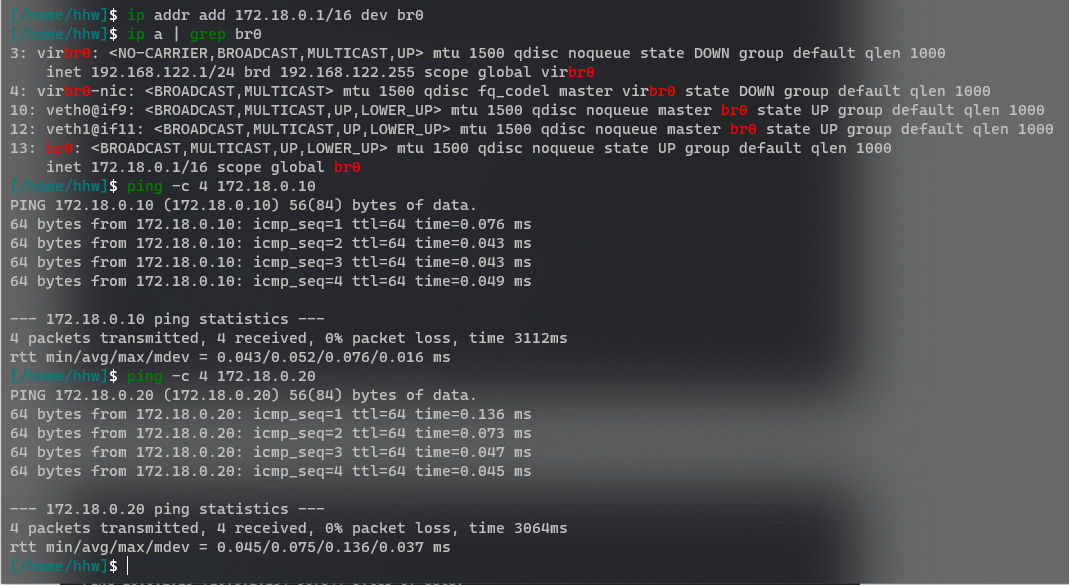 [/home/hhw]$ ip addr add 172.18.0.1/16 dev br0
[/home/hhw]$ ip a | grep br0
3: virbr0: <NO-CARRIER,BROADCAST,MULTICAST,UP> mtu 1500 qdisc noqueue state DOWN group default qlen 1000
    inet 192.168.122.1/24 brd 192.168.122.255 scope global virbr0
4: virbr0-nic: <BROADCAST,MULTICAST> mtu 1500 qdisc fq_codel master virbr0 state DOWN group default qlen 1000
10: veth0@if9: <BROADCAST,MULTICAST,UP,LOWER_UP> mtu 1500 qdisc noqueue master br0 state UP group default qlen 1000
12: veth1@if11: <BROADCAST,MULTICAST,UP,LOWER_UP> mtu 1500 qdisc noqueue master br0 state UP group default qlen 1000
13: br0: <BROADCAST,MULTICAST,UP,LOWER_UP> mtu 1500 qdisc noqueue state UP group default qlen 1000
    inet 172.18.0.1/16 scope global br0
[/home/hhw]$ ping -c 4 172.18.0.10
PING 172.18.0.10 (172.18.0.10) 56(84) bytes of data.
64 bytes from 172.18.0.10: icmp_seq=1 ttl=64 time=0.076 ms
64 bytes from 172.18.0.10: icmp_seq=2 ttl=64 time=0.043 ms
64 bytes from 172.18.0.10: icmp_seq=3 ttl=64 time=0.043 ms
64 bytes from 172.18.0.10: icmp_seq=4 ttl=64 time=0.049 ms

--- 172.18.0.10 ping statistics ---
4 packets transmitted, 4 received, 0% packet loss, time 3112ms
rtt min/avg/max/mdev = 0.043/0.052/0.076/0.016 ms
[/home/hhw]$ ping -c 4 172.18.0.20
PING 172.18.0.20 (172.18.0.20) 56(84) bytes of data.
64 bytes from 172.18.0.20: icmp_seq=1 ttl=64 time=0.136 ms
64 bytes from 172.18.0.20: icmp_seq=2 ttl=64 time=0.073 ms
64 bytes from 172.18.0.20: icmp_seq=3 ttl=64 time=0.047 ms
64 bytes from 172.18.0.20: icmp_seq=4 ttl=64 time=0.045 ms

--- 172.18.0.20 ping statistics ---
4 packets transmitted, 4 received, 0% packet loss, time 3064ms
rtt min/avg/max/mdev = 0.045/0.075/0.136/0.037 ms
[/home/hhw]$